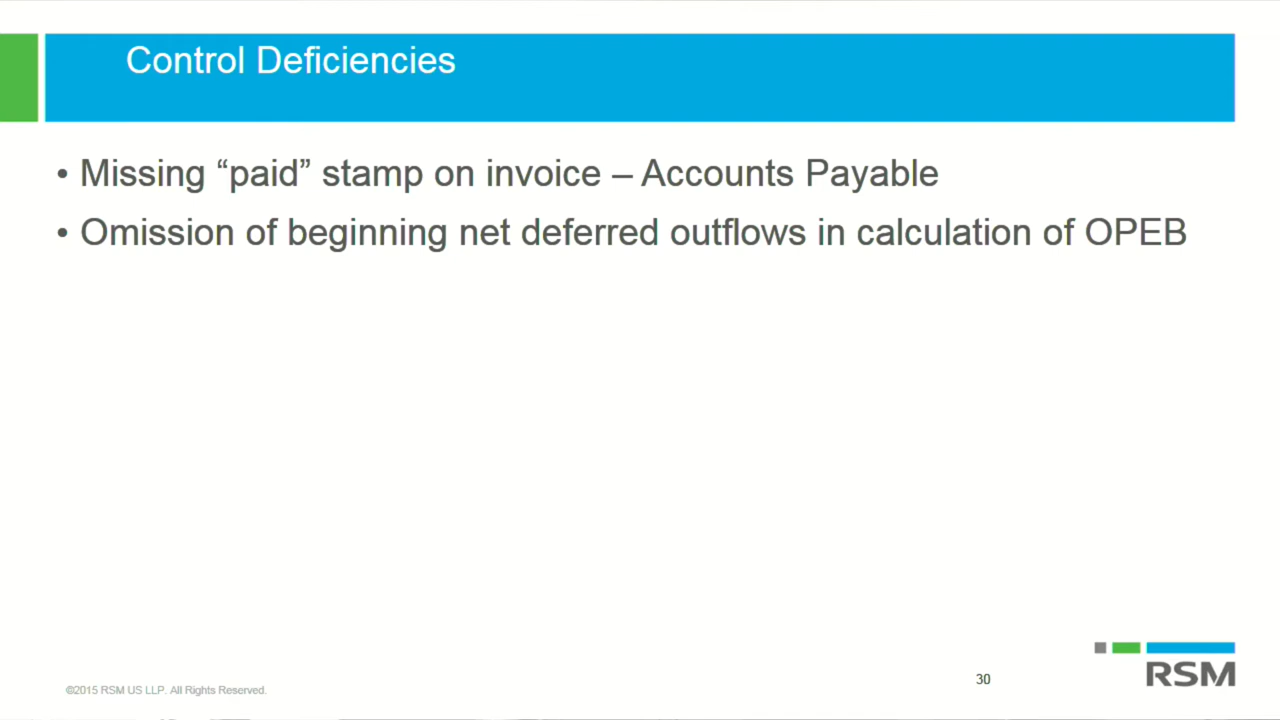 Control Deficiencies
• Missing “paid” stamp on invoice – Accounts Payable
• Omission of beginning net deferred outflows in calculation of OPEB
©2015 RSM US LLP. All Rights Reserved.
30
RSM